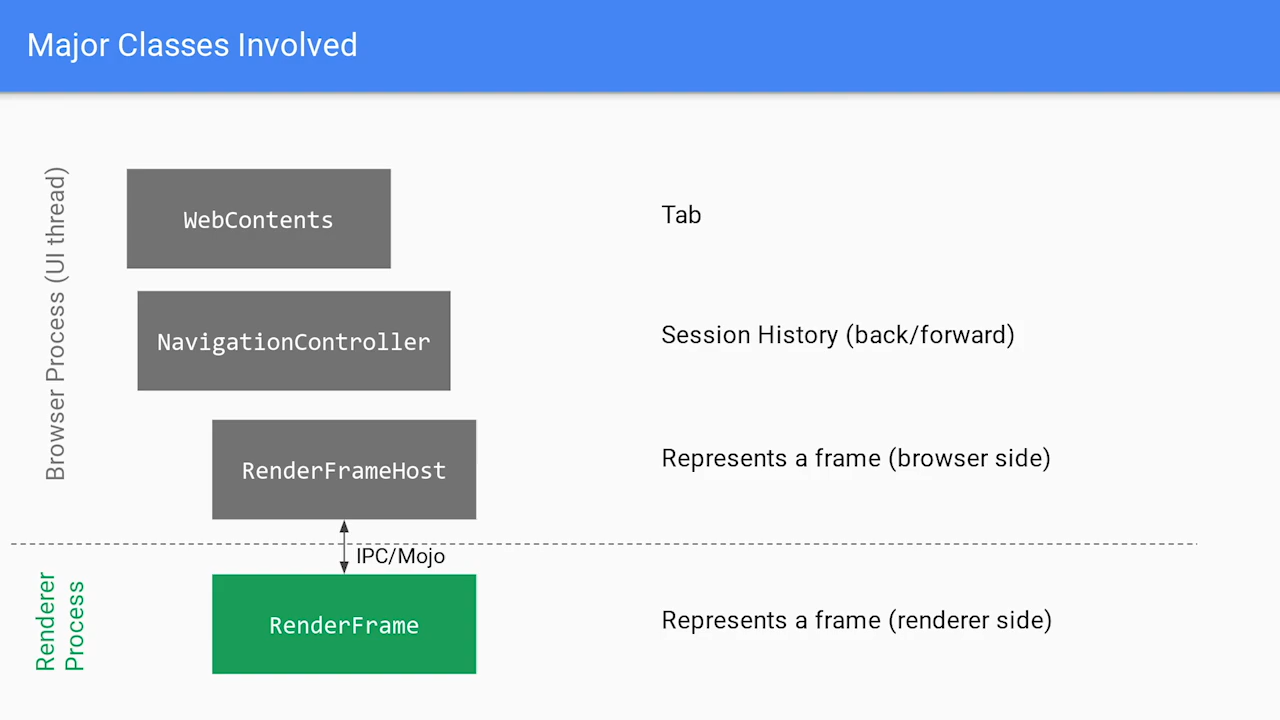 Major Classes Involved
Browser Process (UI thread)
WebContents
Tab
NavigationController
Session History (back/forward)
RenderFrameHost
Represents a frame (browser side)
IPC/Mojo
Renderer
Process
RenderFrame
Represents a frame (renderer side)